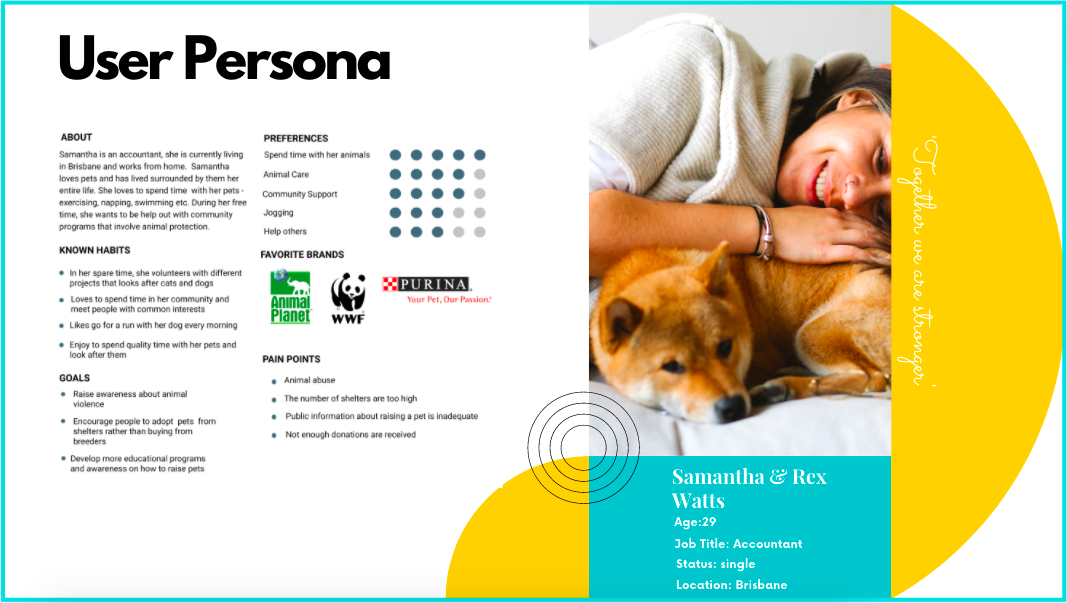 User Persona
ABOUT
Samantha is an accountant, she is currently living
in Brisbane and works from home.  Samantha
loves pets and has lived surrounded by them her
entire life. She loves to spend time  with her pets -
exercising, napping, swimming etc. During her free
time, she wants to be help out with community
programs that involve animal protection.
KNOWN HABITS
In her spare time, she volunteers with different
projects that looks after cats and dogs
Loves to spend time in her community and
meet people with common interests
Likes go for a run with her dog every morning
Enjoy to spend quality time with her pets and
look after them
GOALS
Raise awareness about animal
violence
Encourage people to adopt  pets  from
shelters rather than buying from
breeders
Develop more educational programs
and awareness on how to raise pets
PREFERENCES
Spend time with her animals
Animal Care
Community Support
Jogging
Help others
FAVORITE BRANDS
Animal
Planet
WWF
PURINA
Your Pet, Our Passion.
PAIN POINTS
Animal abuse
The number of shelters are too high
Public information about raising a pet is inadequate
Not enough donations are received
'Together we are stronger'
Samantha & Rex
Watts
Age:29
Job Title: Accountant
Status: single
Location: Brisbane